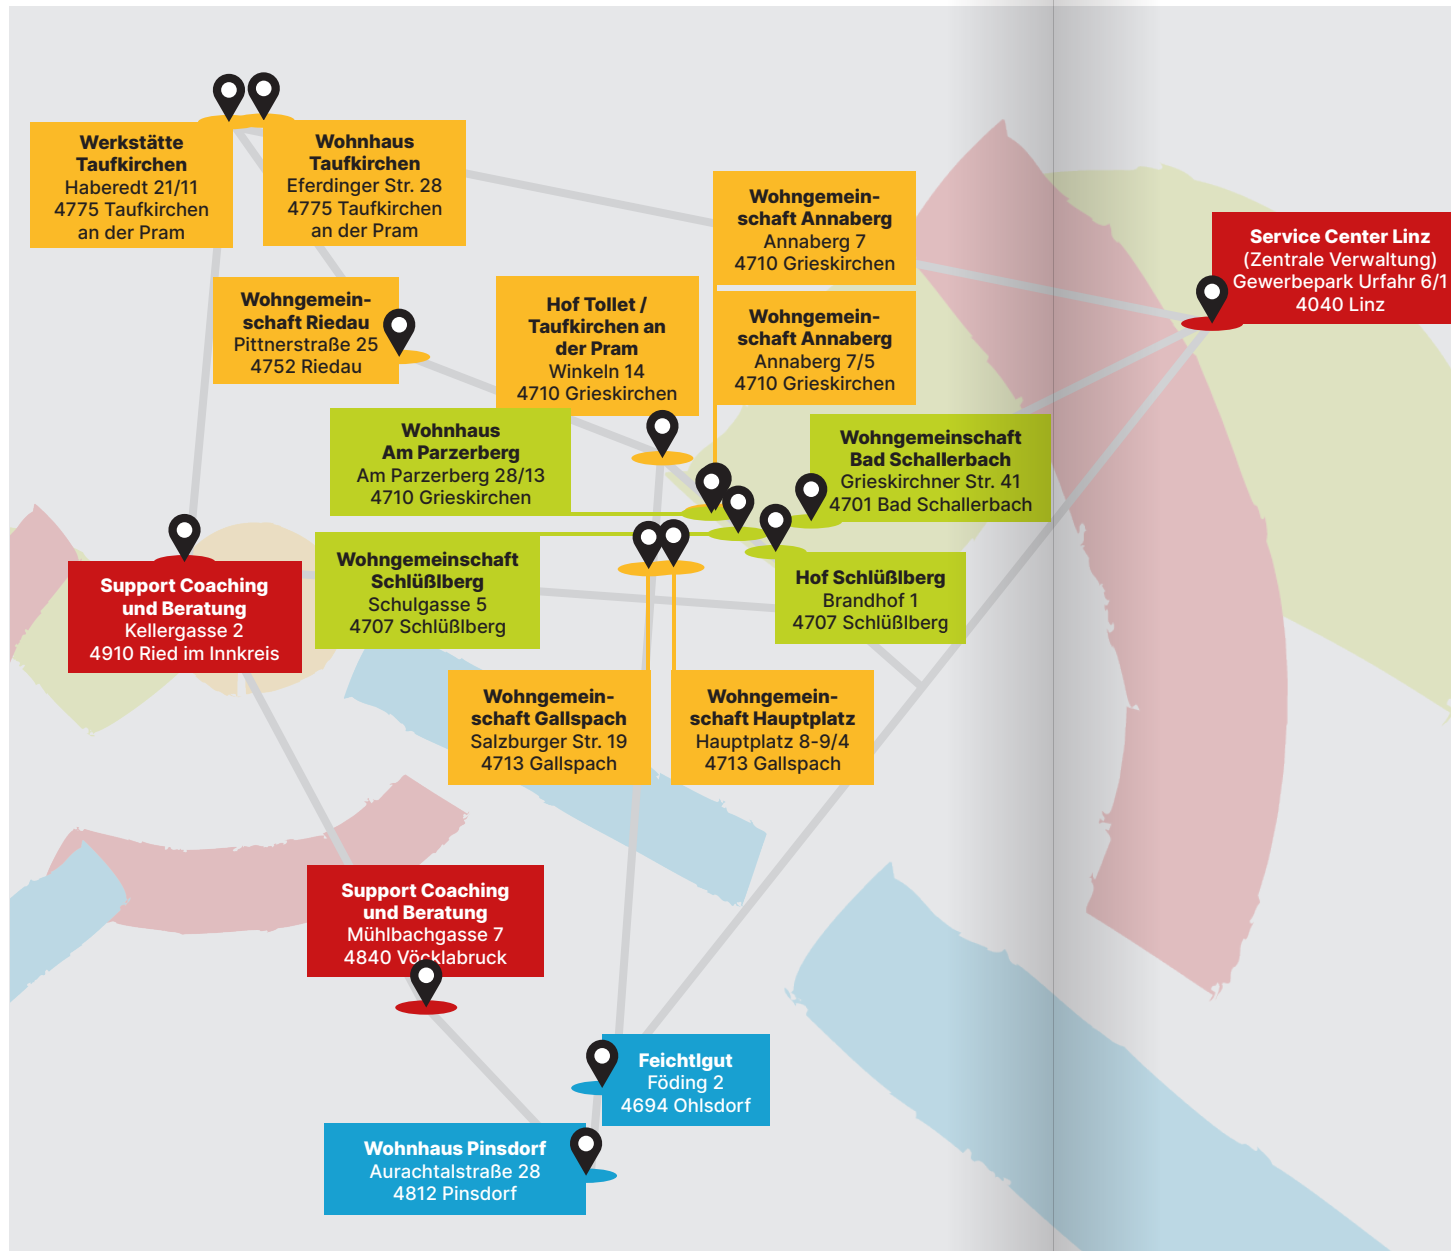 Werkstätte
Taufkirchen
Haberedt 21/11
4775 Taufkirchen
an der Pram
Wohnhaus
Taufkirchen
Eferdinger Str. 28
4775 Taufkirchen
an der Pram
Wohngemein-
schaft Annaberg
Annaberg 7
4710 Grieskirchen
Service Center Linz
(Zentrale Verwaltung)
Gewerbepark Urfahr 6/1
4040 Linz
Wohngemein-
schaft Riedau
Pittnerstraße 25
4752 Riedau
Hof Tollet /
Taufkirchen an
der Pram
Winkeln 14
4710 Grieskirchen
Wohngemein-
schaft Annaberg
Annaberg 7/5
4710 Grieskirchen
Wohnhaus
Am Parzerberg
Am Parzerberg 28/13
4710 Grieskirchen
Wohngemeinschaft
Bad Schallerbach
Grieskirchner Str. 41
4701 Bad Schallerbach
Wohngemeinschaft
Schlüßlberg
Schulgasse 5
4707 Schlüßlberg
Hof Schlüßlberg
Brandhof 1
4707 Schlüßlberg
Support Coaching
und Beratung
Kellergasse 2
4910 Ried im Innkreis
Wohngemein-
schaft Gallspach
Salzburger Str. 19
4713 Gallspach
Wohngemein-
schaft Hauptplatz
Hauptplatz 8-9/4
4713 Gallspach
Support Coaching
und Beratung
Mühlbachgasse 7
4840 Vöcklabruck
Feichtlgut
Föding 2
4694 Ohlsdorf
Wohnhaus Pinsdorf
Aurachtalstraße 28
4812 Pinsdorf